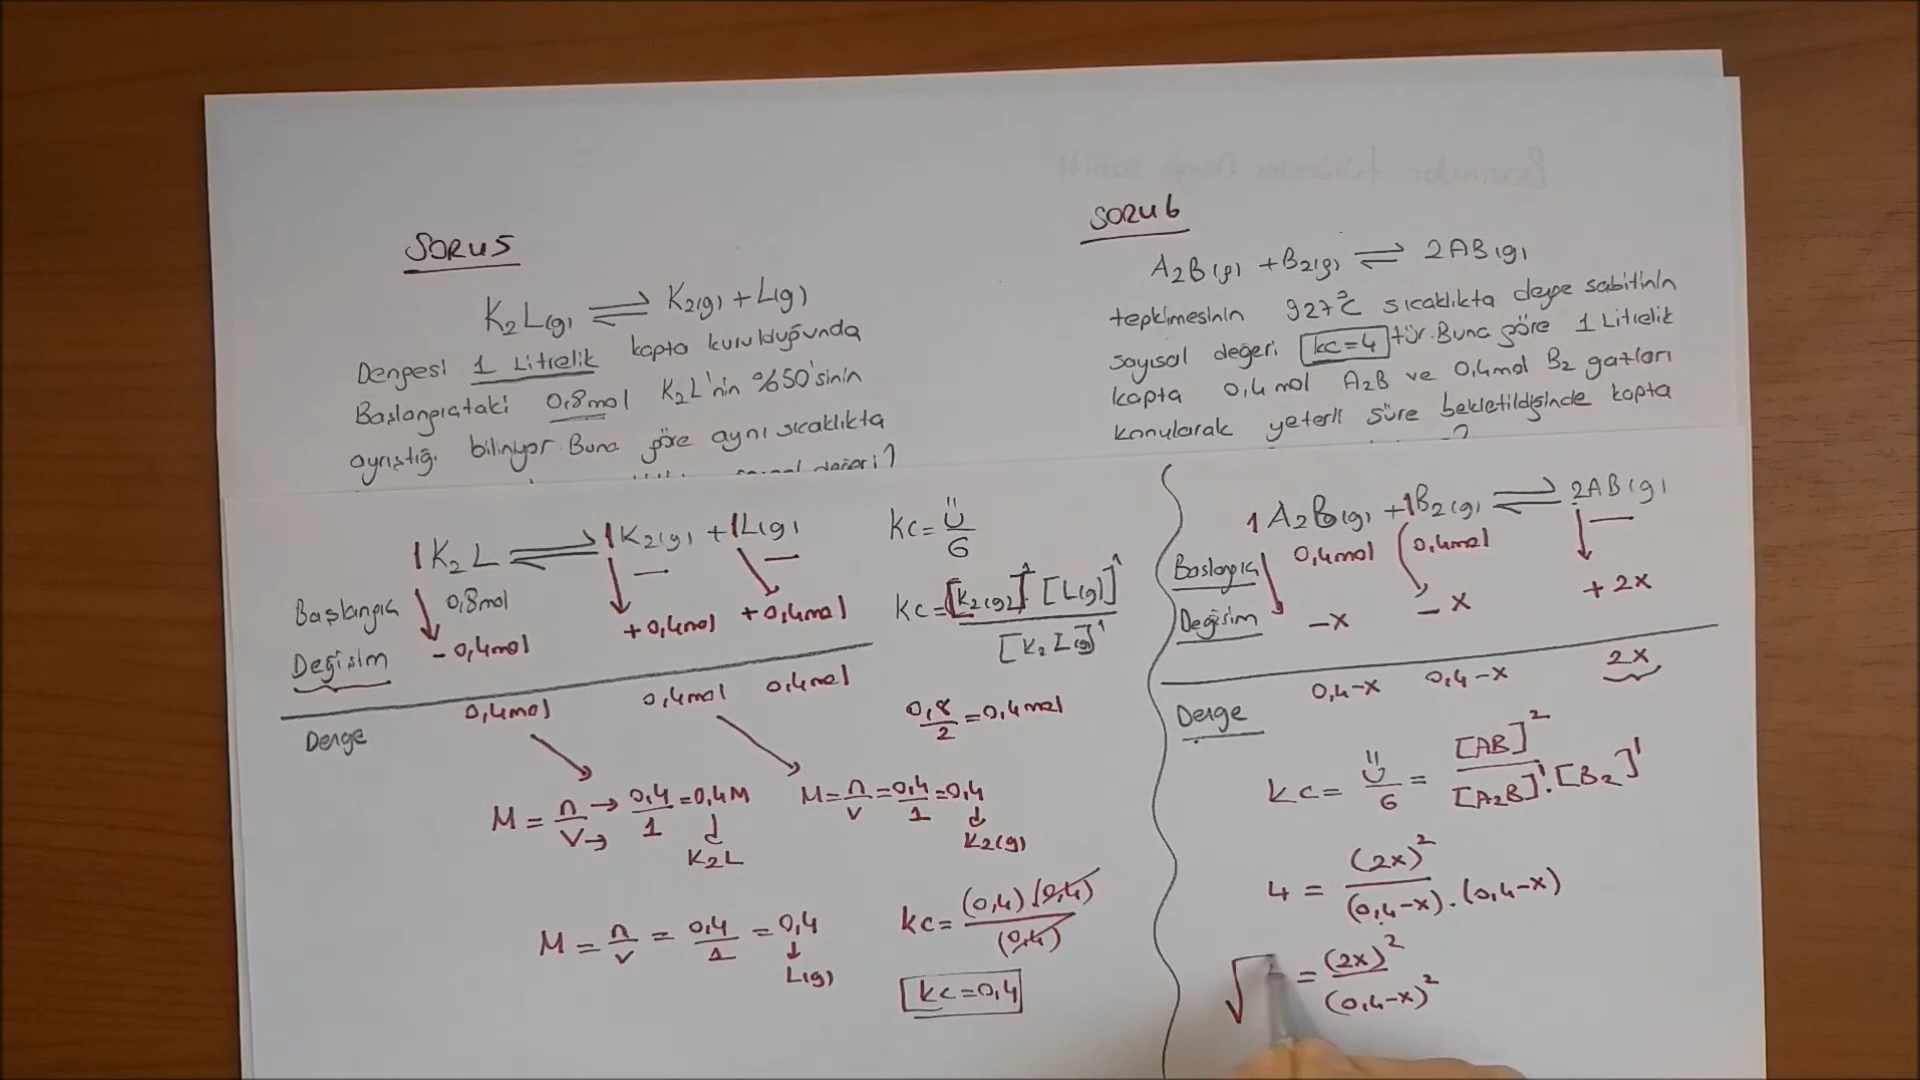 SORU 5
K2L(g) ⇌ K2(g) + L(g)
Dengesi 1 Litrelik kapta kurulduğunda
Başlangıçtaki 0,8mol K2L'nin %50'sinin
ayrıştığı biliniyor. Buna göre aynı sıcaklıkta
değeri?
1K2L ⇌ 1K2(g) + 1L(g)
Başlangıç 0,8mol — —
Değişim -0,4mol +0,4mol +0,4mol
Denge 0,4mol 0,4mol 0,4mol
kc = Ü/G
kc = [K2(g)]^1 [L(g)]^1 / [K2L(g)]^1
0,8/2 = 0,4mol
M = n/V → 0,4/1 = 0,4M
K2L
M = n/V = 0,4/1 = 0,4
K2(g)
M = n/V = 0,4/1 = 0,4
L(g)
kc = (0,4).(0,4) / (0,4)
kc = 0,4
SORU 6
A2B(g) + B2(g) ⇌ 2AB(g)
tepkimesinin 927°C sıcaklıkta denge sabitinin
sayısal değeri kc=4 tür. Buna göre 1 Litrelik
kapta 0,4mol A2B ve 0,4mol B2 gazları
konularak yeterli süre bekletildiğinde kapta
?
1A2B(g) + 1B2(g) ⇌ 2AB(g)
Başlangıç 0,4mol 0,4mol —
Değişim -x -x +2x
Denge 0,4-x 0,4-x 2x
kc = Ü/G = [AB]^2 / [A2B]^1.[B2]^1
4 = (2x)^2 / (0,4-x).(0,4-x)
√ = (2x)^2 / (0,4-x)^2